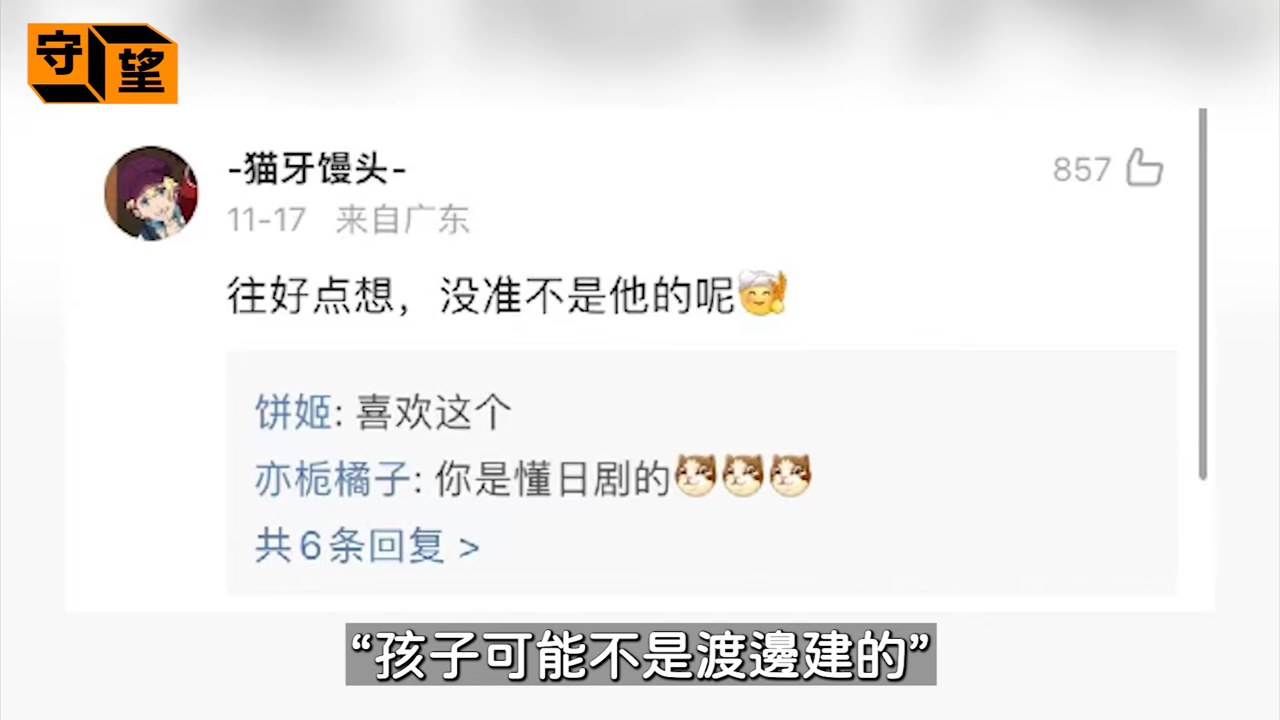 守望
-猫牙馒头-
857
11-17 来自广东
往好点想，没准不是他的呢
饼姬: 喜欢这个
亦栀橘子: 你是懂日剧的
共6条回复 >
“孩子可能不是渡邊建的”